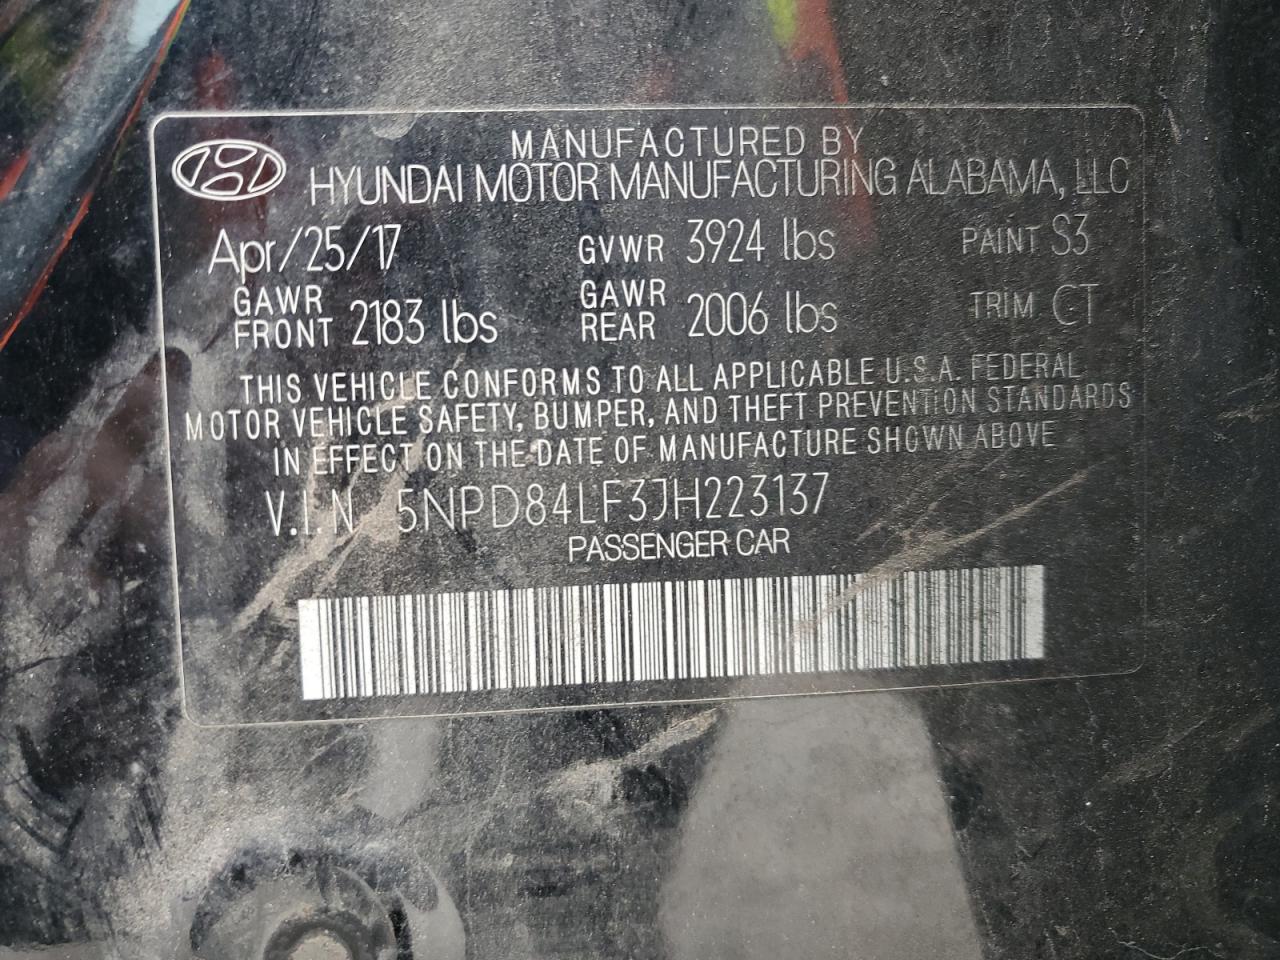 MANUFACTURED BY
HYUNDAI MOTOR MANUFACTURING ALABAMA, LLC
Apr/25/17 GVWR 3924 lbs PAINT S3
GAWR FRONT 2183 lbs GAWR REAR 2006 lbs TRIM CT
THIS VEHICLE CONFORMS TO ALL APPLICABLE U.S.A. FEDERAL
MOTOR VEHICLE SAFETY, BUMPER, AND THEFT PREVENTION STANDARDS
IN EFFECT ON THE DATE OF MANUFACTURE SHOWN ABOVE
V.I.N 5NPD84LF3JH223137
PASSENGER CAR